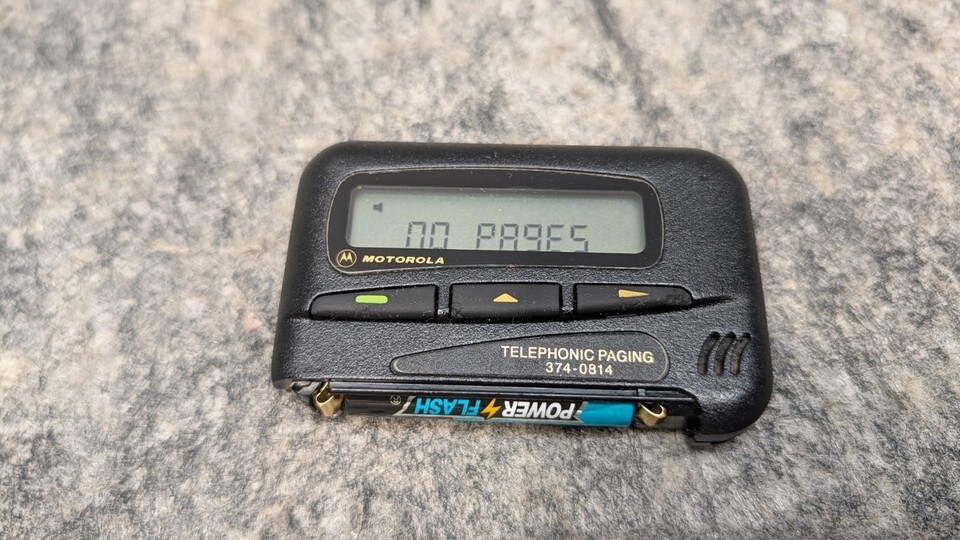 NO PAGES
MOTOROLA
TELEPHONIC PAGING
374-0814
POWER FLASH ®